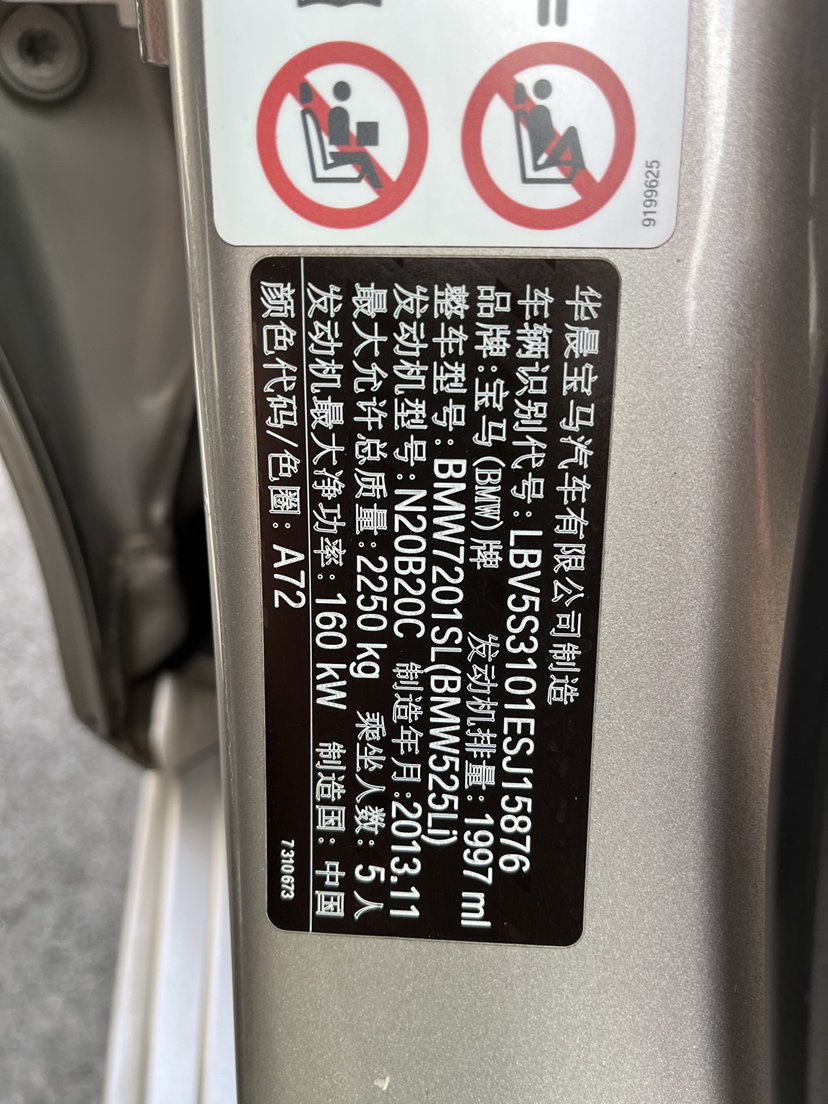 9199625
华晨宝马汽车有限公司制造
车辆识别代号:LBV5S3101ESJ15876
品牌:宝马(BMW)牌 发动机排量:1997 ml
整车型号:BMW7201SL(BMW525Li)
发动机型号:N20B20C 制造年月:2013.11
最大允许总质量:2250 kg 乘坐人数:5人
发动机最大净功率:160 kW 制造国:中国
颜色代码/色圈:A72
7 310 673